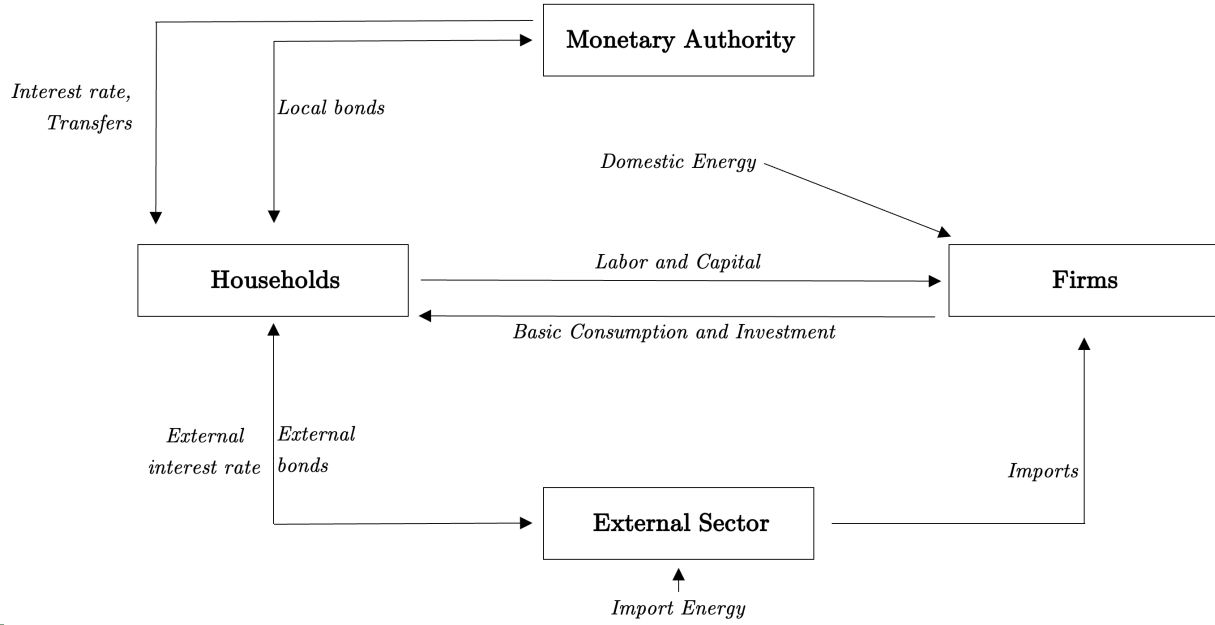 Monetary Authority
Interest rate,
Transfers
Local bonds
Domestic Energy
Labor and Capital
Households
Firms
Basic Consumption and Investment
External
interest rate
External
bonds
Imports
External Sector
Import Energy